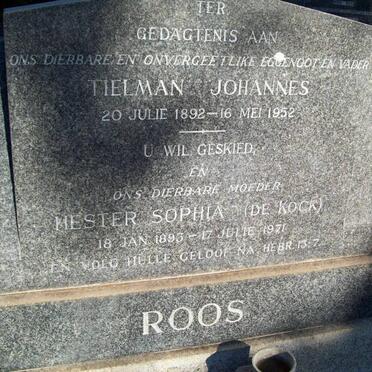 TER
GEDAGTENIS AAN
ONS DIERBARE EN ONVERGEETLIKE EGGENOOT EN VADER
TIELMAN JOHANNES
20 JULIE 1892 — 16 MEI 1952
U WIL GESKIED,
EN
ONS DIERBARE MOEDER
HESTER SOPHIA (DE KOCK)
18 JAN 1895 — 17 JULIE 1971
EN VOLG HULLE GELOOF NA HEBR. 13:7.
ROOS